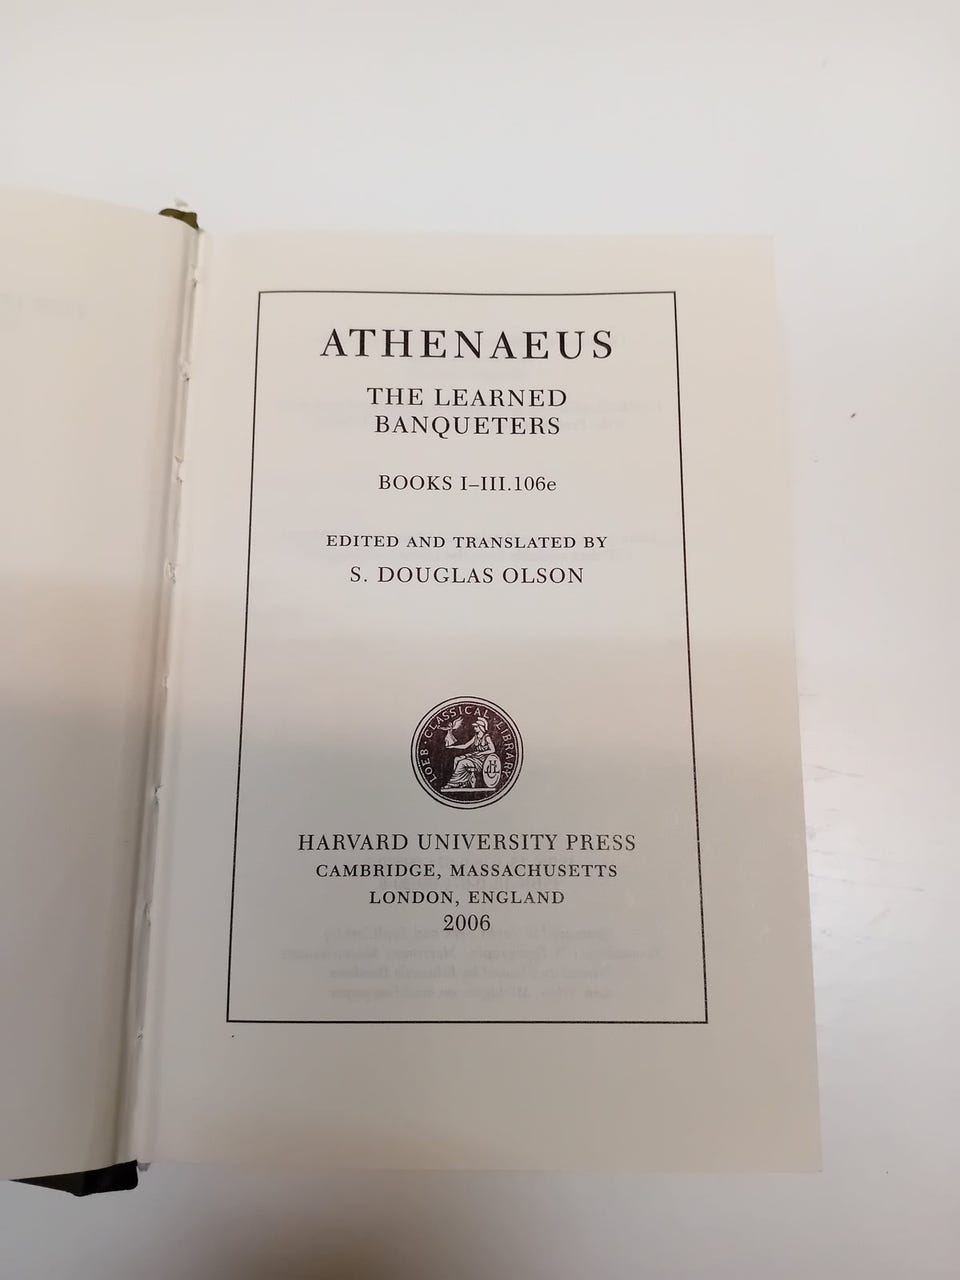 ATHENAEUS
THE LEARNED
BANQUETERS
BOOKS I–III.106e
EDITED AND TRANSLATED BY
S. DOUGLAS OLSON
LOEB · CLASSICAL · LIBRARY
HARVARD UNIVERSITY PRESS
CAMBRIDGE, MASSACHUSETTS
LONDON, ENGLAND
2006